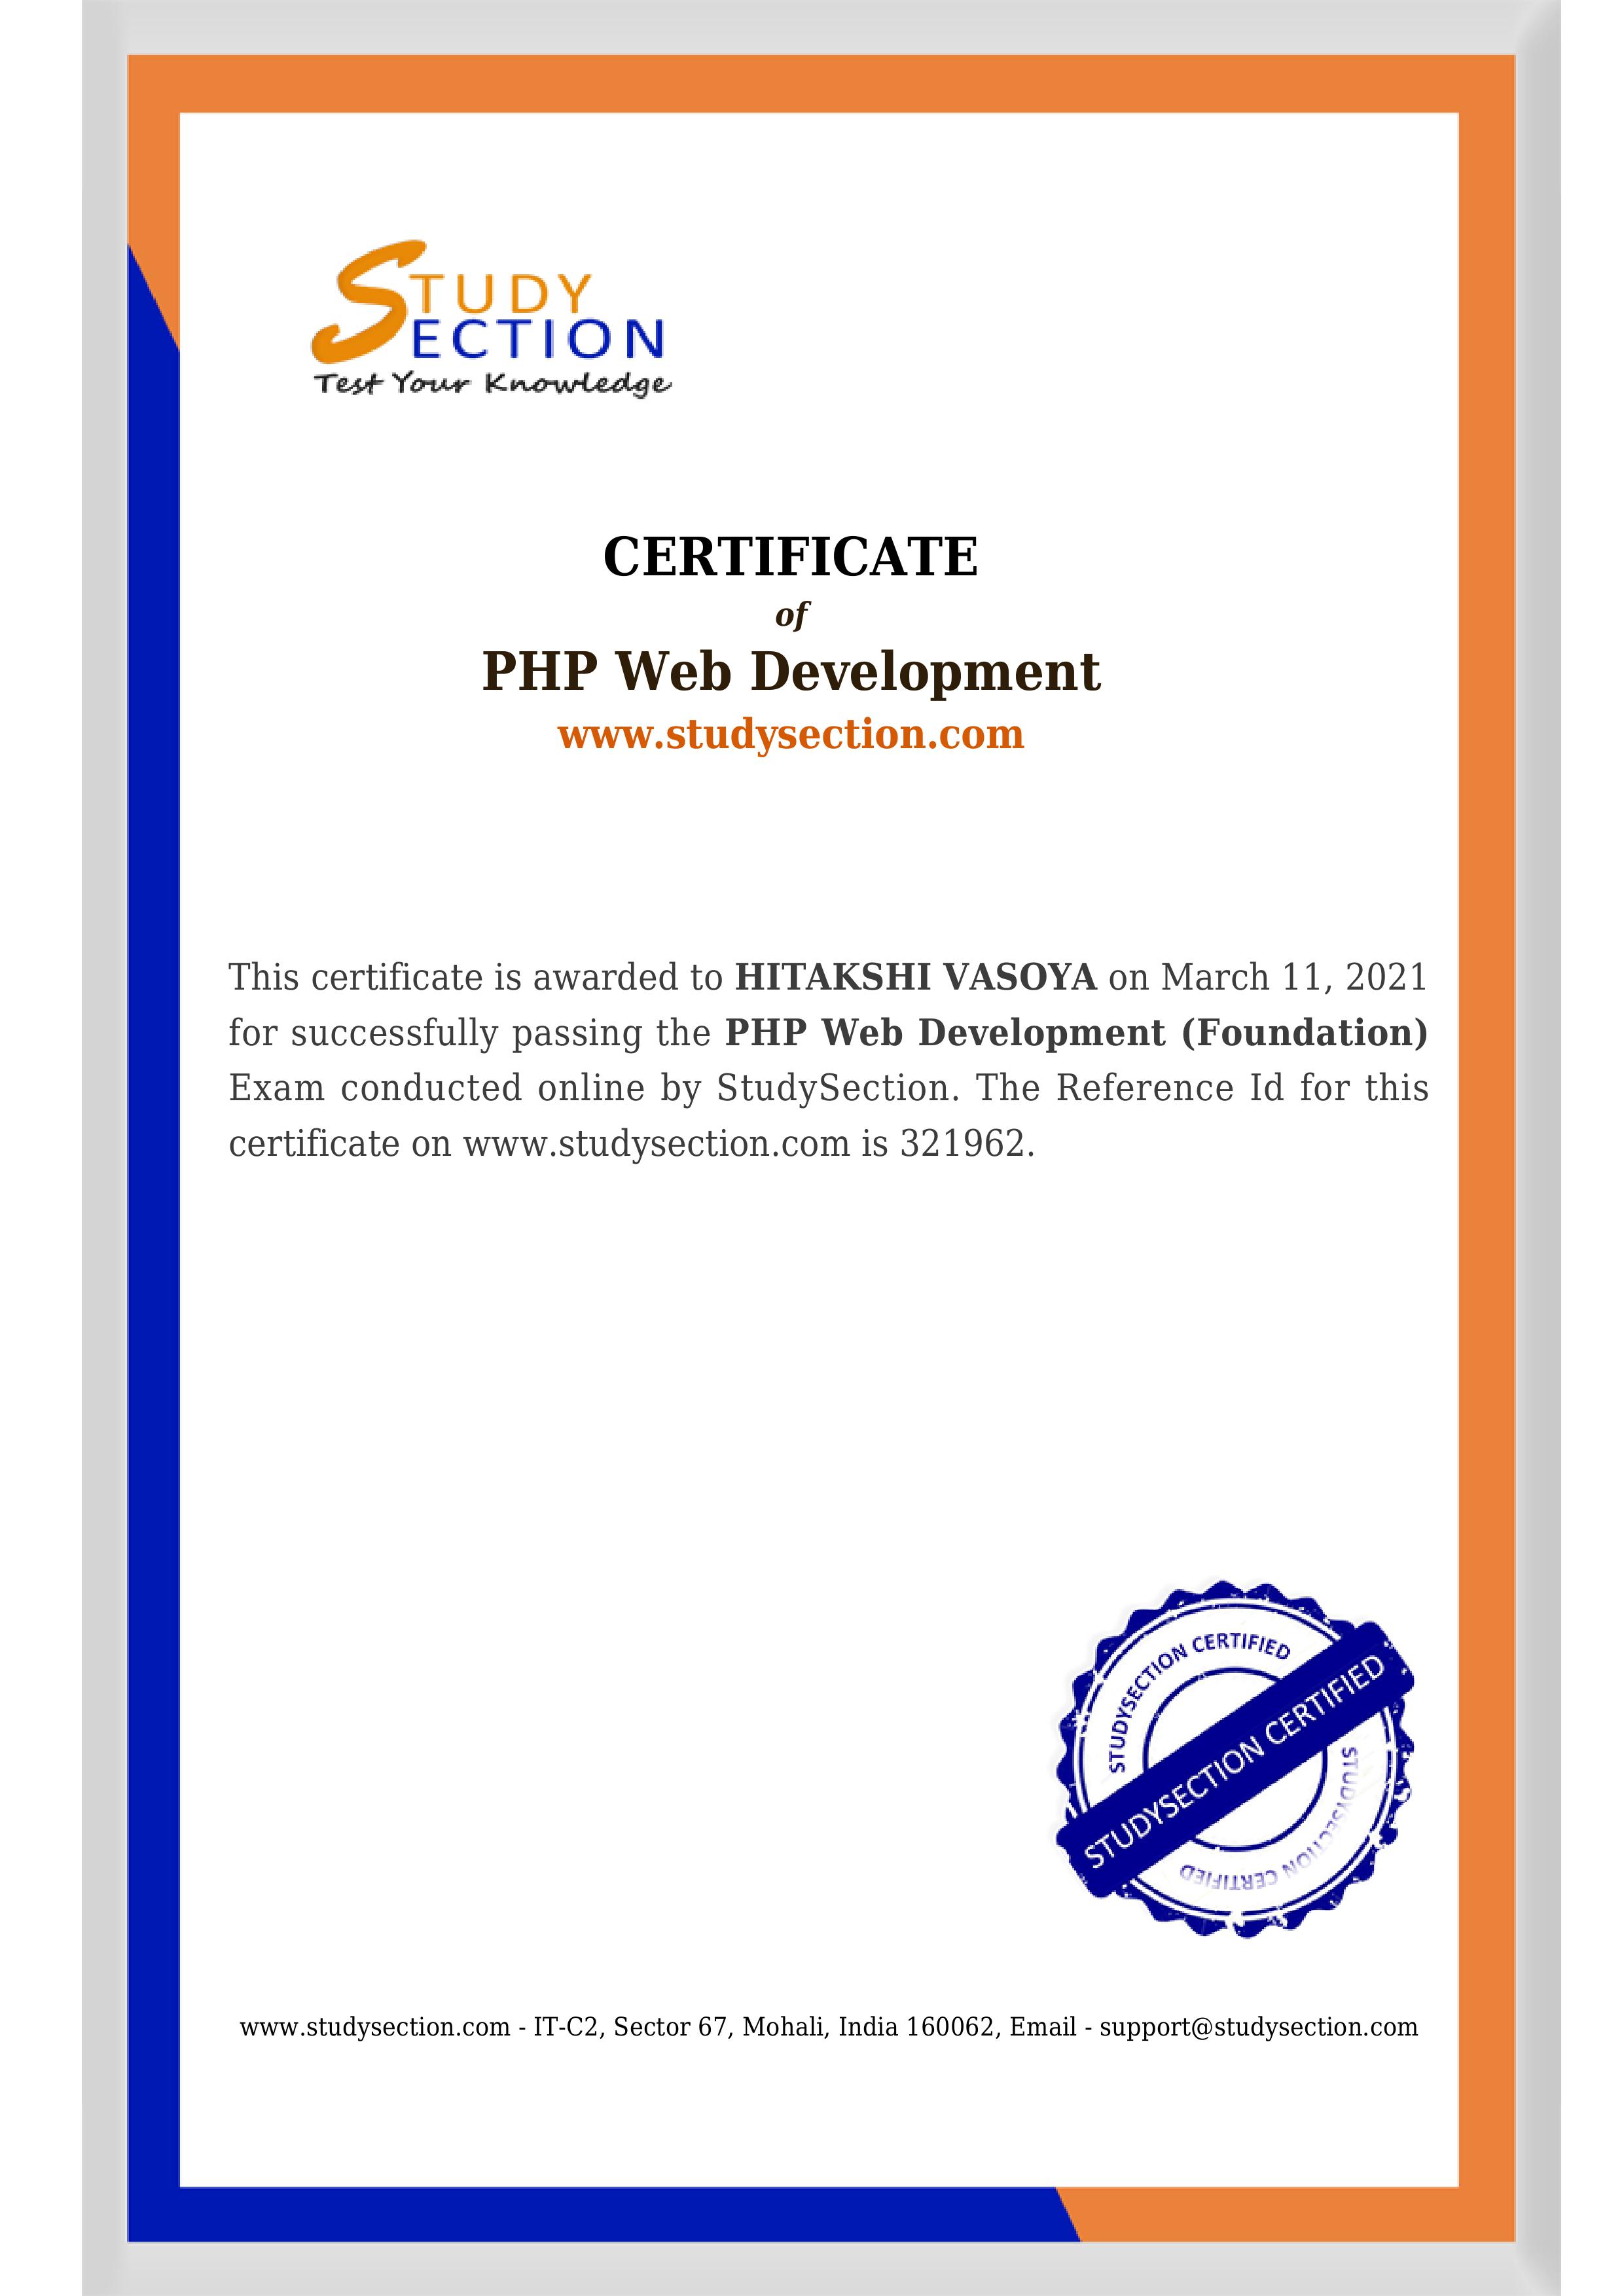 STUDY
SECTION
Test Your Knowledge
CERTIFICATE
of
PHP Web Development
www.studysection.com
This certificate is awarded to HITAKSHI VASOYA on March 11, 2021
for successfully passing the PHP Web Development (Foundation)
Exam conducted online by StudySection. The Reference Id for this
certificate on www.studysection.com is 321962.
STUDYSECTION CERTIFIED
STUDYSECTION CERTIFIED
STUDYSECTION CERTIFIED
www.studysection.com - IT-C2, Sector 67, Mohali, India 160062, Email - support@studysection.com